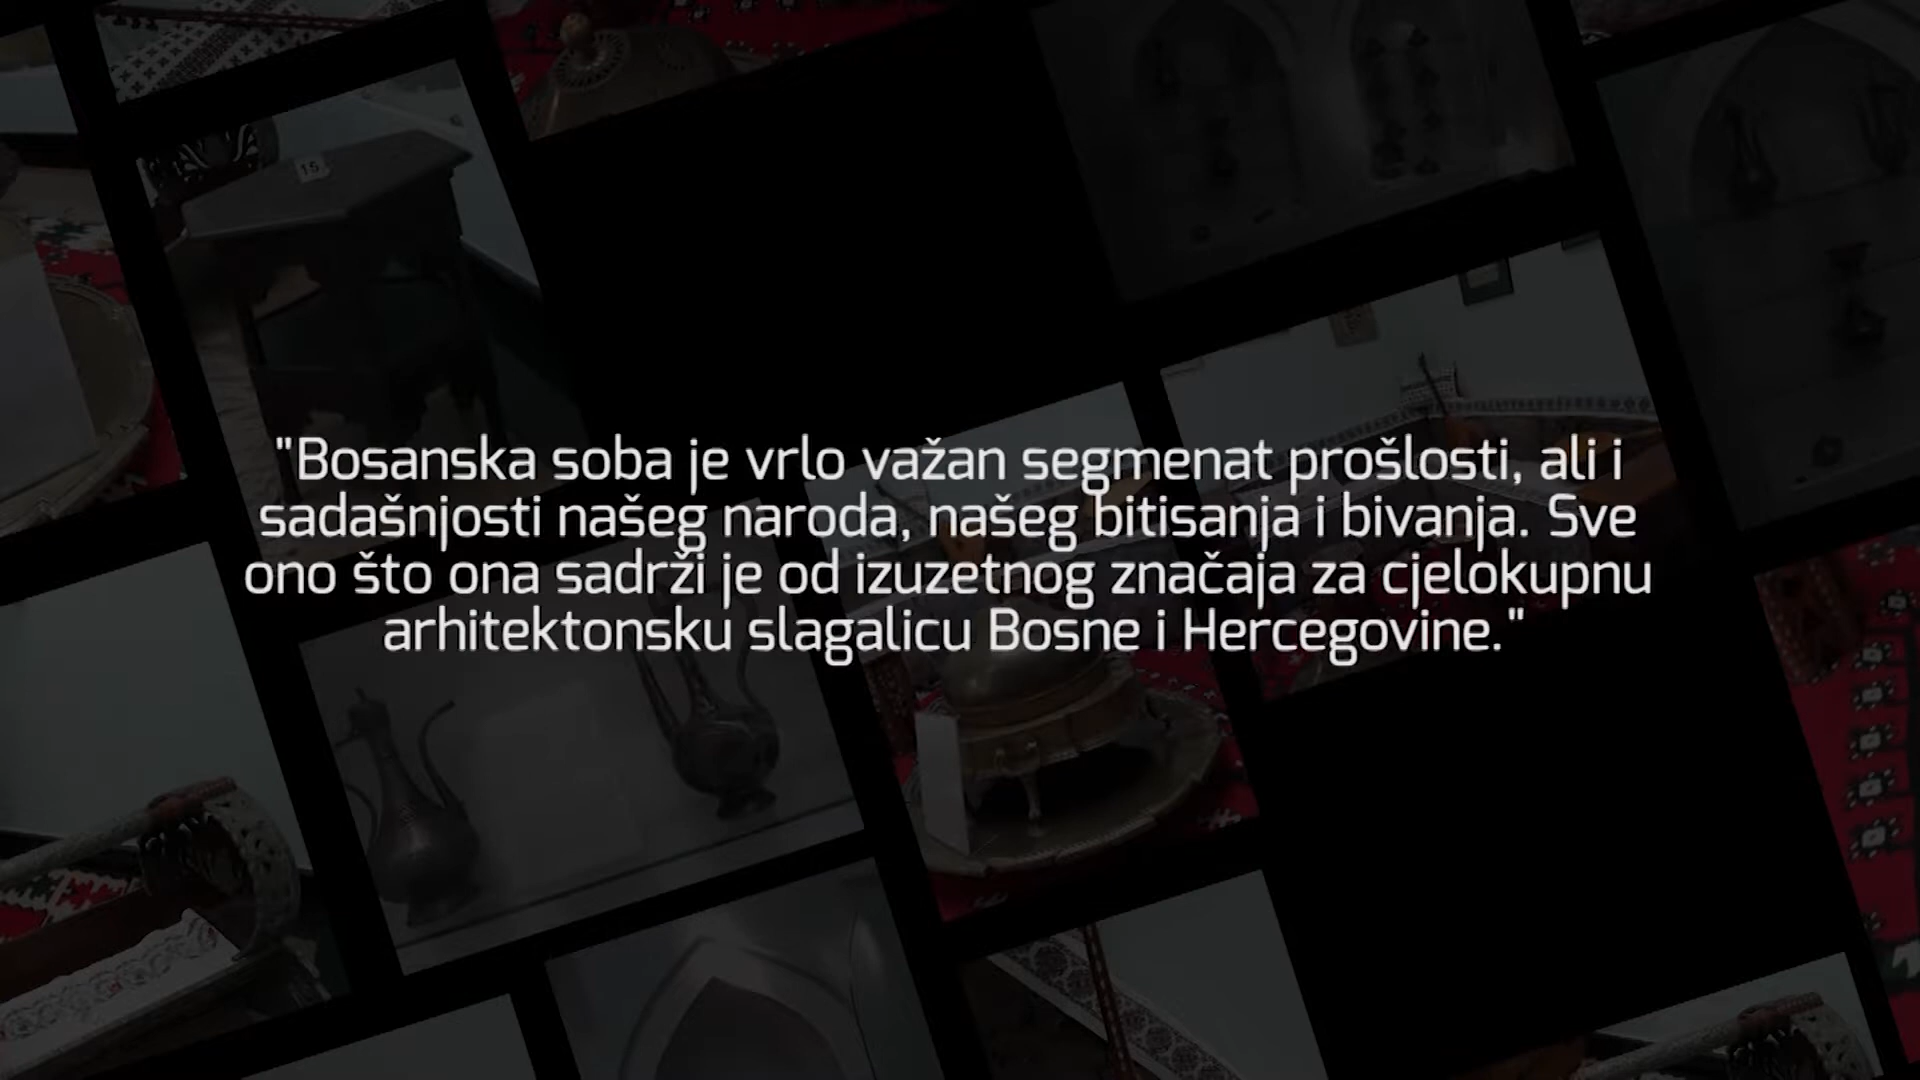 15
"Bosanska soba je vrlo važan segmenat prošlosti, ali i
sadašnjosti našeg naroda, našeg bitisanja i bivanja. Sve
ono što ona sadrži je od izuzetnog značaja za cjelokupnu
arhitektonsku slagalicu Bosne i Hercegovine."